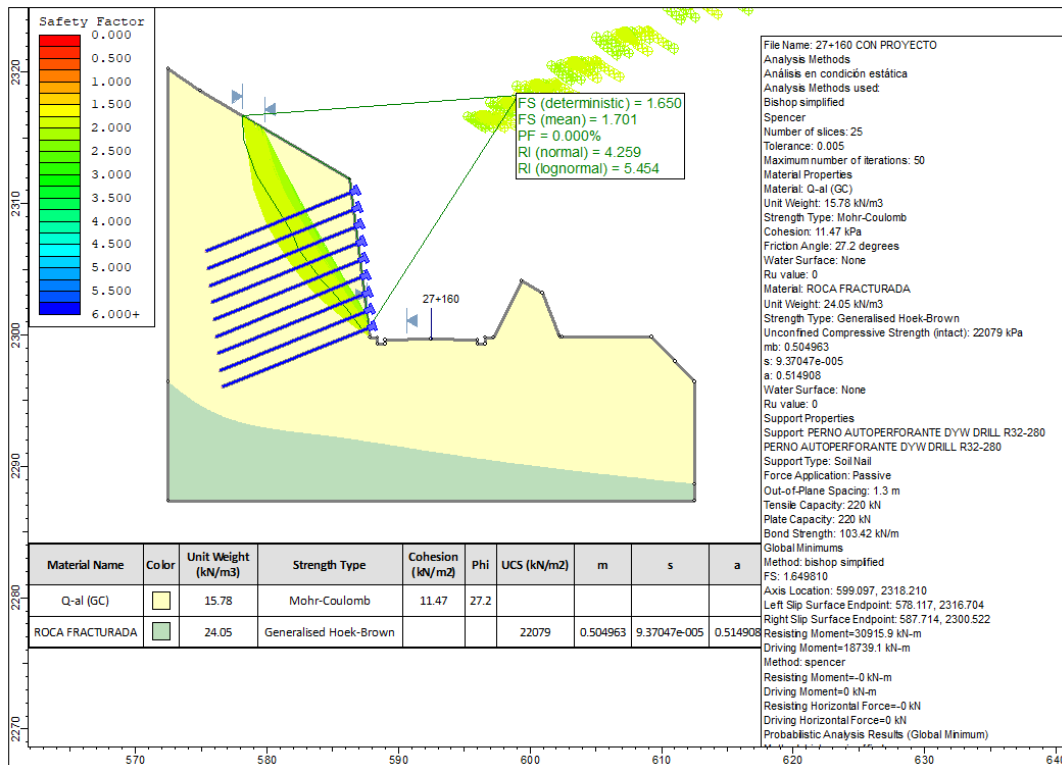 Safety Factor
0.000
0.500
1.000
1.500
2.000
2.500
3.000
3.500
4.000
4.500
5.000
5.500
6.000+
2320
2310
2300
2290
2280
2270
FS (deterministic) = 1.650
FS (mean) = 1.701
PF = 0.000%
RI (normal) = 4.259
RI (lognormal) = 5.454
27+160
File Name: 27+160 CON PROYECTO
Analysis Methods
Análisis en condición estática
Analysis Methods used:
Bishop simplified
Spencer
Number of slices: 25
Tolerance: 0.005
Maximum number of iterations: 50
Material Properties
Material: Q-al (GC)
Unit Weight: 15.78 kN/m3
Strength Type: Mohr-Coulomb
Cohesion: 11.47 kPa
Friction Angle: 27.2 degrees
Water Surface: None
Ru value: 0
Material: ROCA FRACTURADA
Unit Weight: 24.05 kN/m3
Strength Type: Generalised Hoek-Brown
Unconfined Compressive Strength (intact): 22079 kPa
mb: 0.504963
s: 9.37047e-005
a: 0.514908
Water Surface: None
Ru value: 0
Support Properties
Support: PERNO AUTOPERFORANTE DYW DRILL R32-280
PERNO AUTOPERFORANTE DYW DRILL R32-280
Support Type: Soil Nail
Force Application: Passive
Out-of-Plane Spacing: 1.3 m
Tensile Capacity: 220 kN
Plate Capacity: 220 kN
Bond Strength: 103.42 kN/m
Global Minimums
Method: bishop simplified
FS: 1.649810
Axis Location: 599.097, 2318.210
Left Slip Surface Endpoint: 578.117, 2316.704
Right Slip Surface Endpoint: 587.714, 2300.522
Resisting Moment=30915.9 kN-m
Driving Moment=18739.1 kN-m
Method: spencer
Resisting Moment=-0 kN-m
Driving Moment=0 kN-m
Resisting Horizontal Force=-0 kN
Driving Horizontal Force=0 kN
Probabilistic Analysis Results (Global Minimum)
Material Name Color Unit Weight (kN/m3) Strength Type Cohesion (kN/m2) Phi UCS (kN/m2) m s a
Q-al (GC) 15.78 Mohr-Coulomb 11.47 27.2
ROCA FRACTURADA 24.05 Generalised Hoek-Brown 22079 0.504963 9.37047e-005 0.514908
570 580 590 600 610 620 630